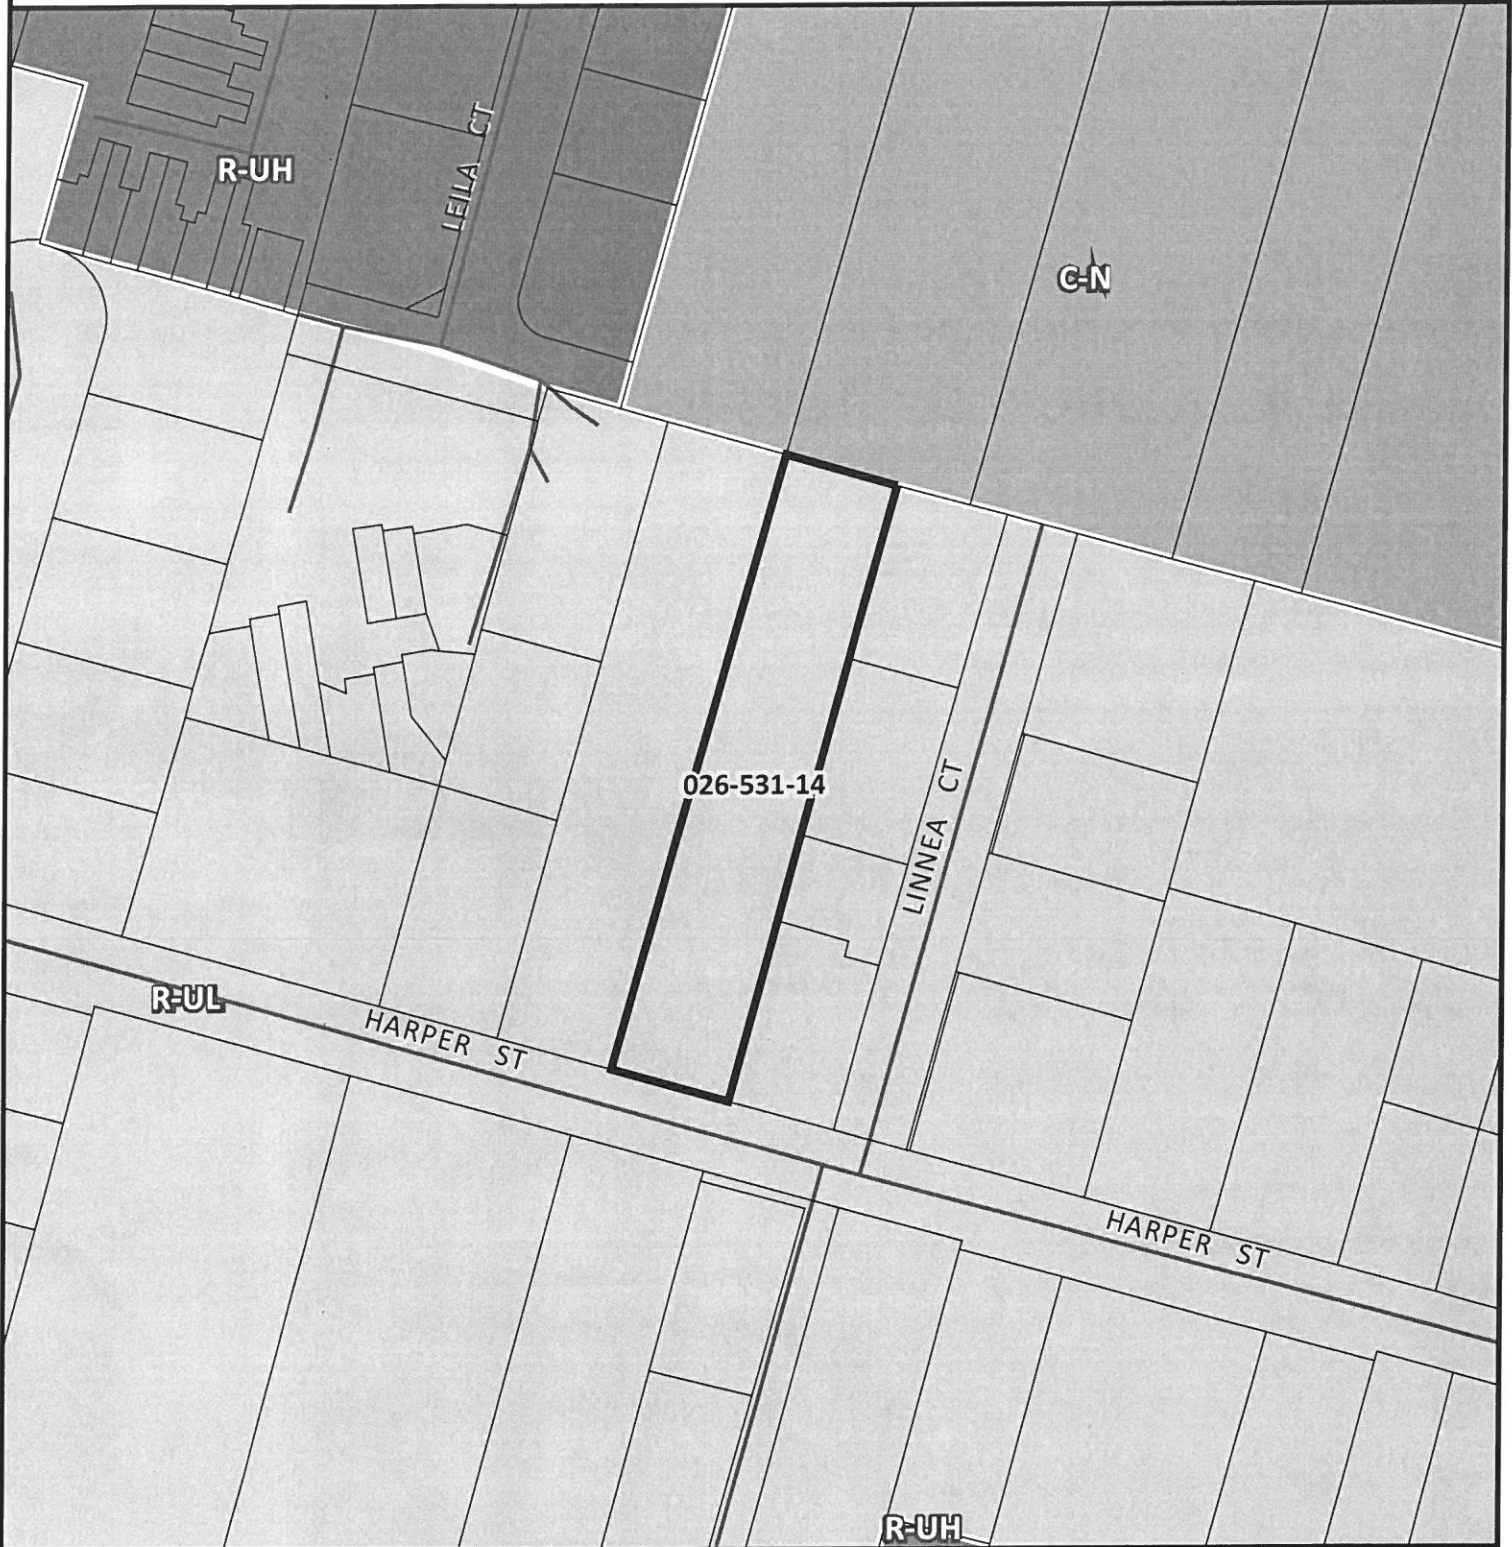 LEILA CT
R-UH
C-N
026-531-14
LINNEA CT
R-UL
HARPER ST
HARPER ST
R-UH